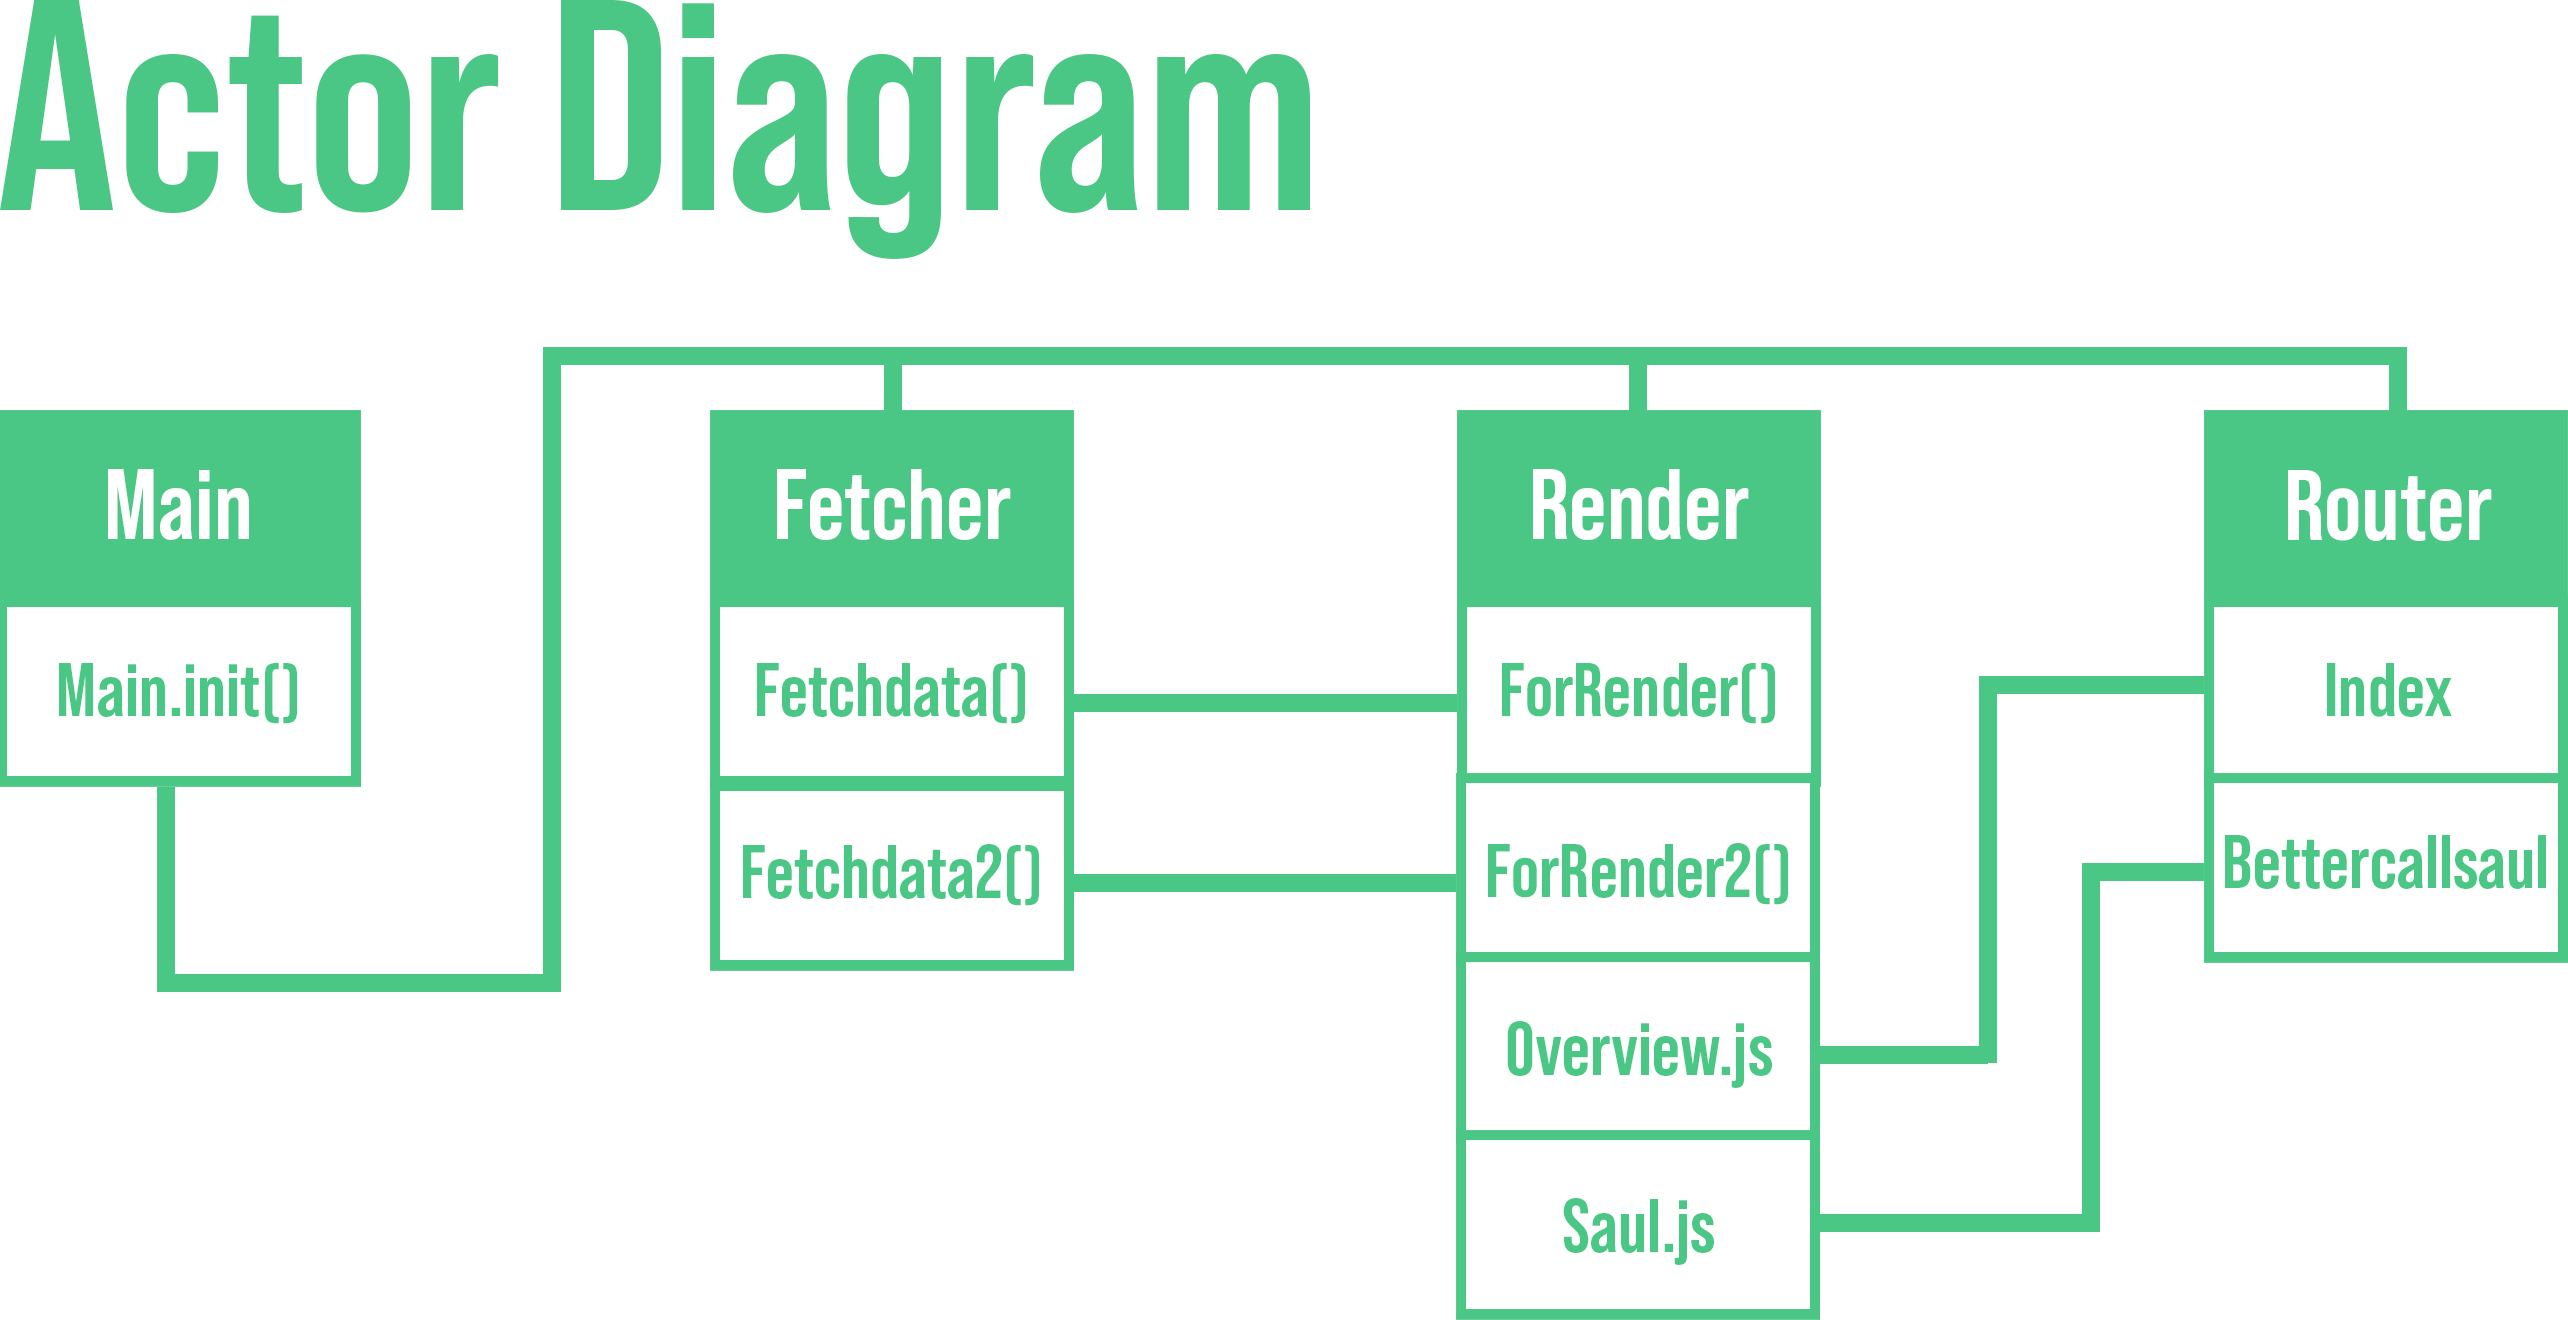 Actor Diagram
Main
Main.init()
Fetcher
Fetchdata()
Fetchdata2()
Render
ForRender()
ForRender2()
Overview.js
Saul.js
Router
Index
Bettercallsaul